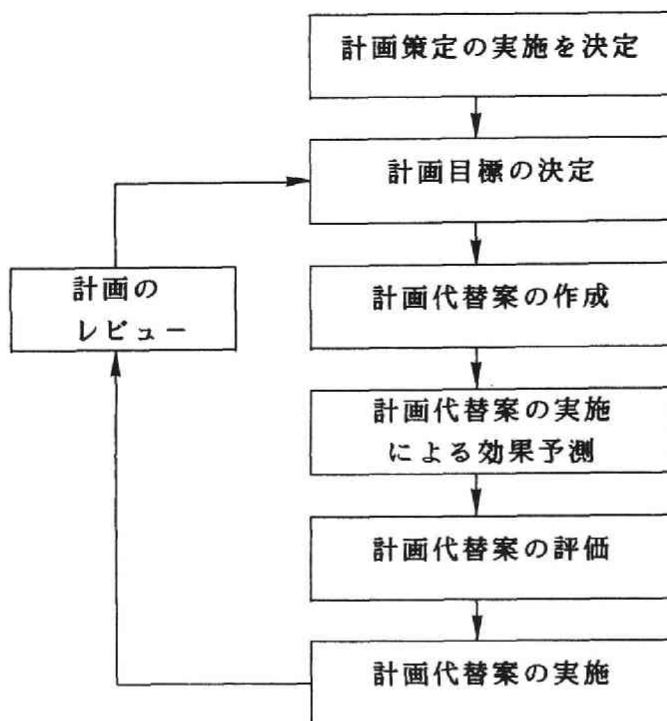 計画策定の実施を決定
計画目標の決定
計画代替案の作成
計画の
レビュー
計画代替案の実施
による効果予測
計画代替案の評価
計画代替案の実施